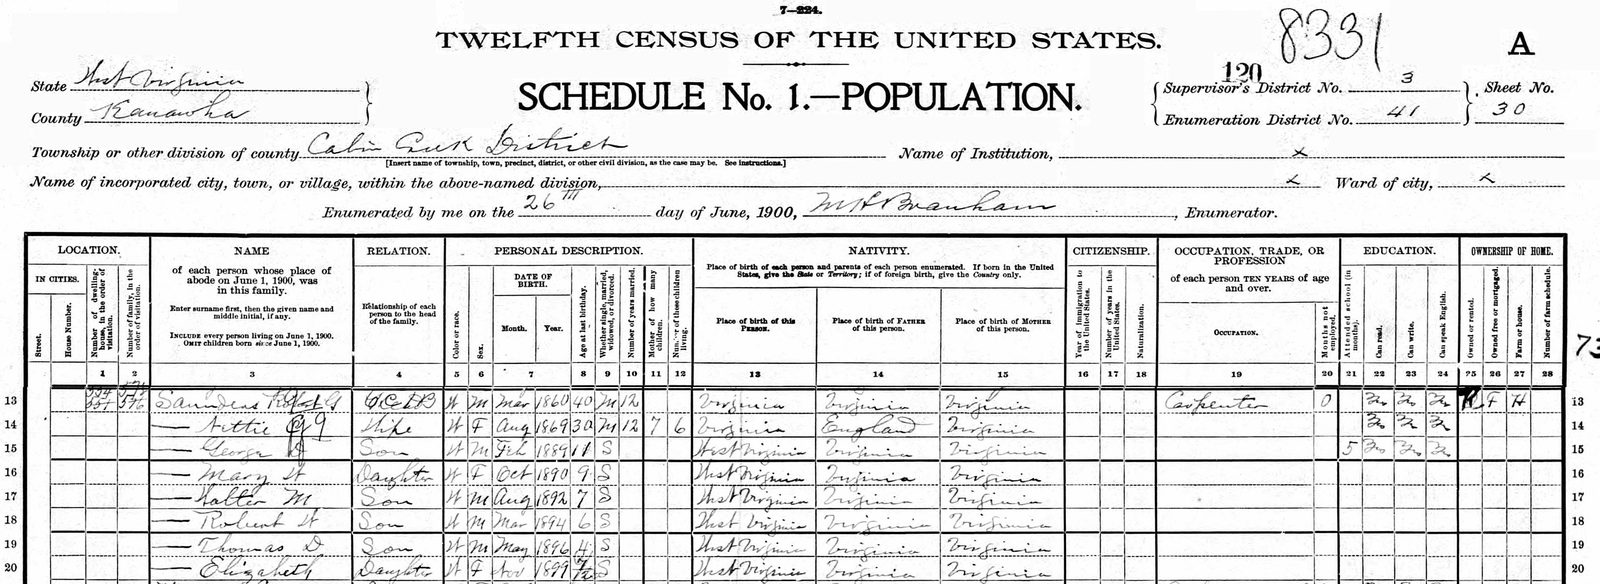 7—224.
TWELFTH CENSUS OF THE UNITED STATES.
8331
A
State West Virginia
County Kanawha
SCHEDULE No. 1.—POPULATION.
120
Supervisor's District No. 3
Enumeration District No. 41
Sheet No.
30
Township or other division of county Cabin Creek District
[Insert name of township, town, precinct, district, or other civil division, as the case may be. See instructions.]
Name of Institution, x
Name of incorporated city, town, or village, within the above-named division, x
Ward of city, x
Enumerated by me on the 26TH day of June, 1900, M H Branham, Enumerator.
LOCATION.
IN CITIES.
Street.
House Number.
Number of dwelling-house, in the order of visitation.
Number of family, in the order of visitation.
NAME
of each person whose place of abode on June 1, 1900, was in this family.
Enter surname first, then the given name and middle initial, if any.
INCLUDE every person living on June 1, 1900.
OMIT children born since June 1, 1900.
RELATION.
Relationship of each person to the head of the family.
PERSONAL DESCRIPTION.
Color or race.
Sex.
DATE OF BIRTH.
Month.
Year.
Age at last birthday.
Whether single, married, widowed, or divorced.
Number of years married.
Mother of how many children.
Number of these children living.
NATIVITY.
Place of birth of each person and parents of each person enumerated. If born in the United States, give the State or Territory; if of foreign birth, give the Country only.
Place of birth of this PERSON.
Place of birth of FATHER of this person.
Place of birth of MOTHER of this person.
CITIZENSHIP.
Year of immigration to the United States.
Number of years in the United States.
Naturalization.
OCCUPATION, TRADE, OR PROFESSION
of each person TEN YEARS of age and over.
OCCUPATION.
Months not employed.
EDUCATION.
Attended school (in months).
Can read.
Can write.
Can speak English.
OWNERSHIP OF HOME.
Owned or rented.
Owned free or mortgaged.
Farm or house.
Number of farm schedule.
73
1 2 3 4 5 6 7 8 9 10 11 12 13 14 15 16 17 18 19 20 21 22 23 24 25 26 27 28
13 Saunders G W M Mar 1860 40 M 12 Virginia Virginia Virginia Carpenter 0 Yes Yes Yes R F H 13
14 — Nettie G Wife W F Aug 1869 30 M 12 7 6 Virginia England Virginia Yes Yes Yes 14
15 — George D Son W M Feb 1889 11 S West Virginia Virginia Virginia 5 Yes Yes Yes 15
16 — Mary W Daughter W F Oct 1890 9 S West Virginia Virginia Virginia 16
17 — Walter M Son W M Aug 1892 7 S West Virginia Virginia Virginia 17
18 — Robert W Son W M Mar 1894 6 S West Virginia Virginia Virginia 18
19 — Thomas D Son W M May 1896 4 S West Virginia Virginia Virginia 19
20 — Elizabeth Daughter W F Nov 1899 7/12 S West Virginia Virginia Virginia 20